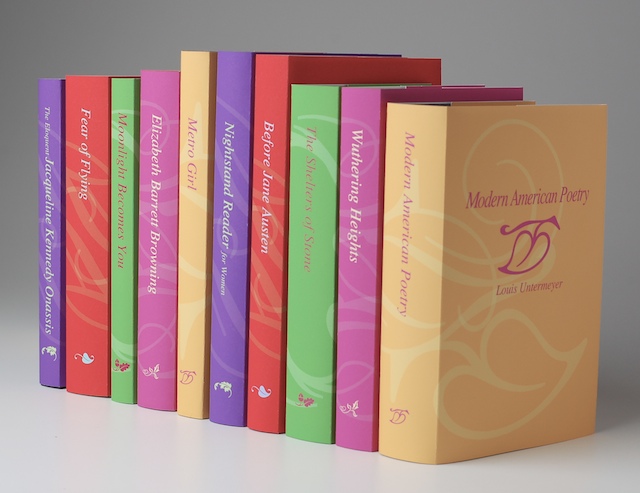 The Eloquent Jacqueline Kennedy Onassis
Fear of Flying
Moonlight Becomes You
Elizabeth Barrett Browning
Metro Girl
Nightstand Reader for Women
Before Jane Austen
The Shelters of Stone
Wuthering Heights
Modern American Poetry
Modern American Poetry
Louis Untermeyer